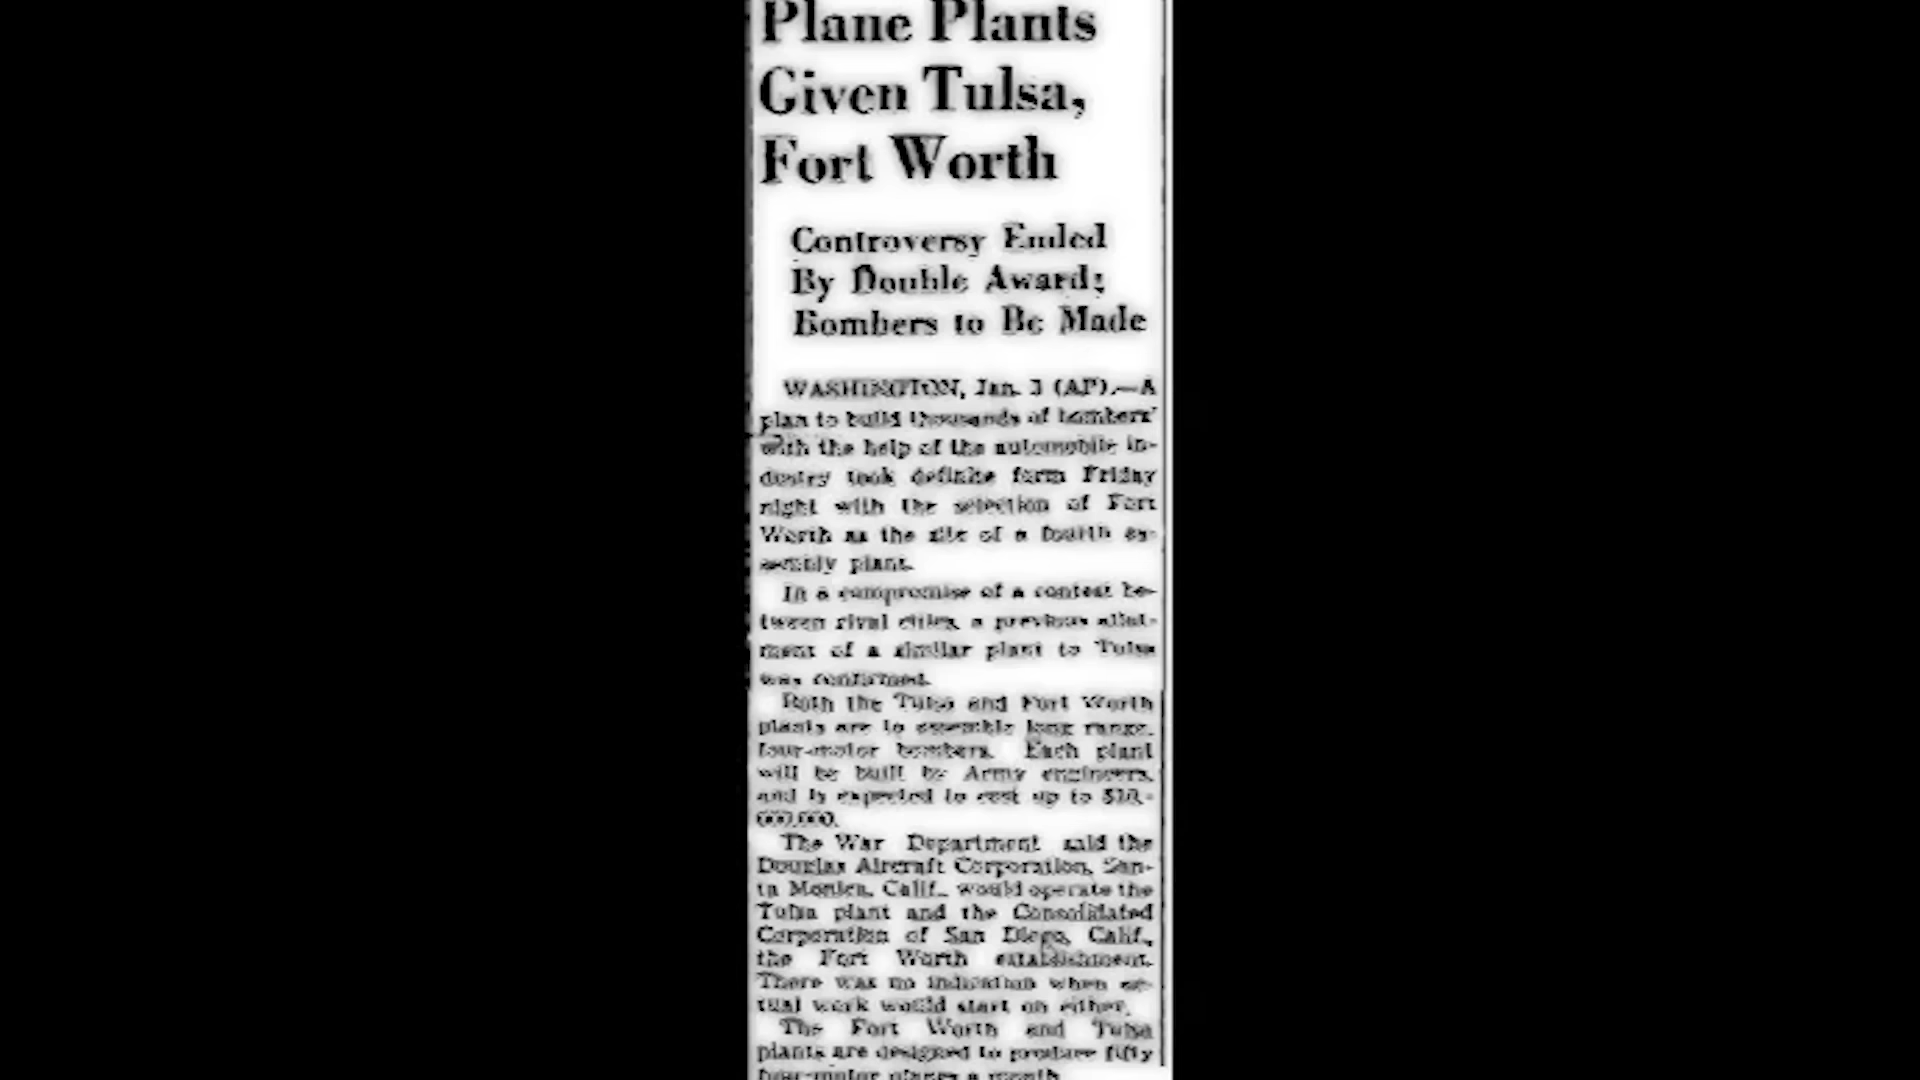 Plane Plants
Given Tulsa,
Fort Worth
Controversy Ended
By Double Award;
Bombers to Be Made
WASHINGTON, Jan. 3 (AP).—A
plan to build thousands of bombers
with the help of the automobile in-
dustry took definite form Friday
night with the selection of Fort
Worth as the site of a fourth as-
sembly plant.
In a compromise of a contest be-
tween rival cities, a previous allot-
ment of a similar plant to Tulsa
was confirmed.
Both the Tulsa and Fort Worth
plants are to assemble long range,
four-motor bombers. Each plant
will be built by Army engineers,
and is expected to cost up to $10,-
000,000.
The War Department said the
Douglas Aircraft Corporation, San-
ta Monica, Calif., would operate the
Tulsa plant and the Consolidated
Corporation of San Diego, Calif.,
the Fort Worth establishment.
There was no indication when ac-
tual work would start on either.
The Fort Worth and Tulsa
plants are designed to produce fifty
four-motor planes a month.